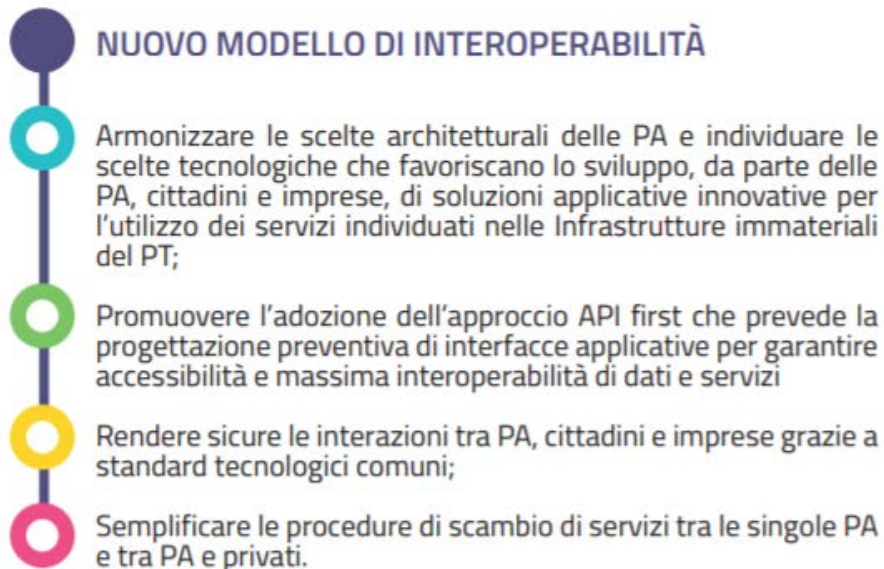 NUOVO MODELLO DI INTEROPERABILITÀ
Armonizzare le scelte architetturali delle PA e individuare le
scelte tecnologiche che favoriscano lo sviluppo, da parte delle
PA, cittadini e imprese, di soluzioni applicative innovative per
l’utilizzo dei servizi individuati nelle Infrastrutture immateriali
del PT;
Promuovere l’adozione dell’approccio API first che prevede la
progettazione preventiva di interfacce applicative per garantire
accessibilità e massima interoperabilità di dati e servizi
Rendere sicure le interazioni tra PA, cittadini e imprese grazie a
standard tecnologici comuni;
Semplificare le procedure di scambio di servizi tra le singole PA
e tra PA e privati.